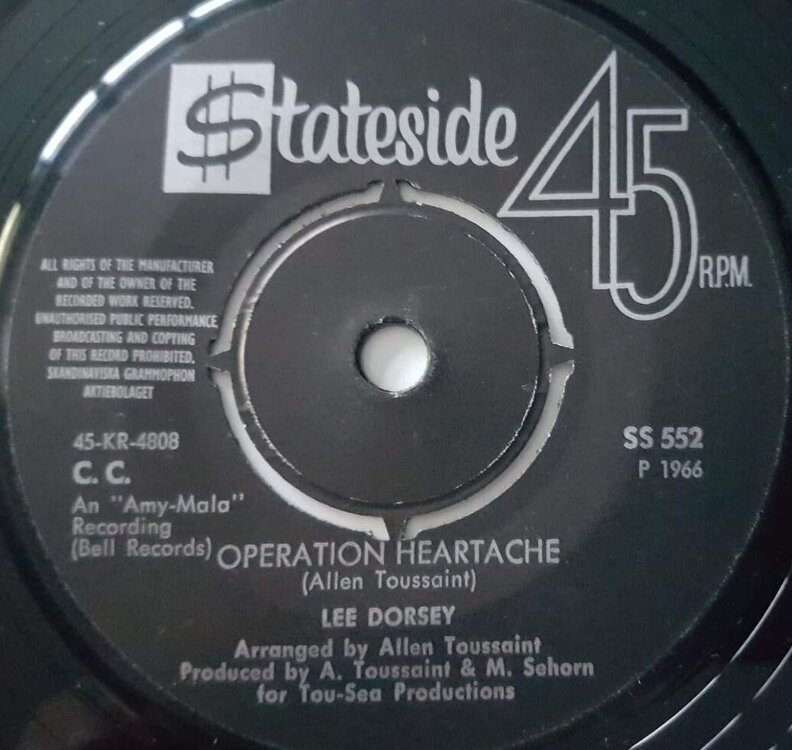 $tateside
45
R.P.M.
ALL RIGHTS OF THE MANUFACTURER
AND OF THE OWNER OF THE
RECORDED WORK RESERVED.
UNAUTHORISED PUBLIC PERFORMANCE
BROADCASTING AND COPTING
OF THIS RECORD PROHIBITED.
SKANDINAVISKA GRAMMOPHON
AKTIEBOLAGET
45-KR-4808
C. C.
An "Amy-Mala"
Recording
(Bell Records)
SS 552
P 1966
OPERATION HEARTACHE
(Allen Toussaint)
LEE DORSEY
Arranged by Allen Toussaint
Produced by A. Toussaint & M. Sehorn
for Tou-Sea Productions